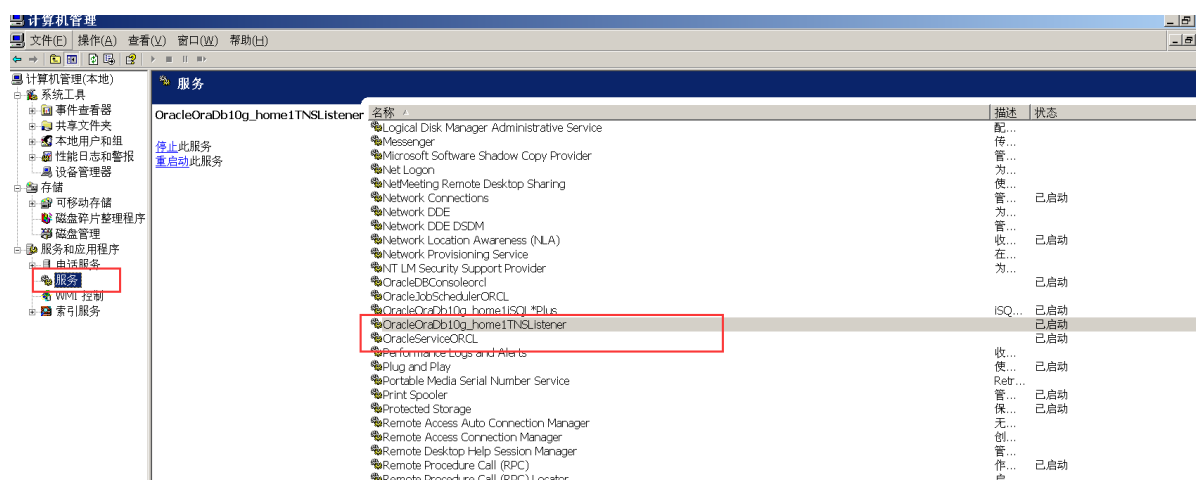 计算机管理
文件(F) 操作(A) 查看(V) 窗口(W) 帮助(H)
计算机管理(本地)
系统工具
事件查看器
共享文件夹
本地用户和组
性能日志和警报
设备管理器
存储
可移动存储
磁盘碎片整理程序
磁盘管理
服务和应用程序
电话服务
服务
WMI 控制
索引服务
服务
OracleOraDb10g_home1TNSListener
停止此服务
重启动此服务
名称 描述 状态
Logical Disk Manager Administrative Service 配...
Messenger 传...
Microsoft Software Shadow Copy Provider 管...
Net Logon 为...
NetMeeting Remote Desktop Sharing 使...
Network Connections 管... 已启动
Network DDE 为...
Network DDE DSDM 管...
Network Location Awareness (NLA) 收... 已启动
Network Provisioning Service 在...
NT LM Security Support Provider 为...
OracleDBConsoleorcl 已启动
OracleJobSchedulerORCL
OracleOraDb10g_home1iSQL*Plus iSQ... 已启动
OracleOraDb10g_home1TNSListener 已启动
OracleServiceORCL 已启动
Performance Logs and Alerts 收...
Plug and Play 使... 已启动
Portable Media Serial Number Service Retr...
Print Spooler 管... 已启动
Protected Storage 保... 已启动
Remote Access Auto Connection Manager 无...
Remote Access Connection Manager 创...
Remote Desktop Help Session Manager 管...
Remote Procedure Call (RPC) 作... 已启动
Remote Procedure Call (RPC) Locator 启...